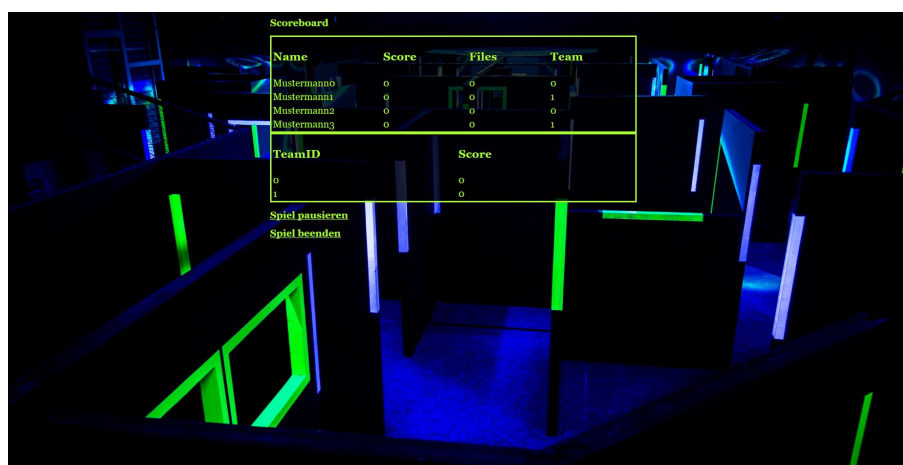 Scoreboard
Name Score Files Team
Mustermann0 0 0 0
Mustermann1 0 0 1
Mustermann2 0 0 0
Mustermann3 0 0 1
TeamID Score
0 0
1 0
Spiel pausieren
Spiel beenden